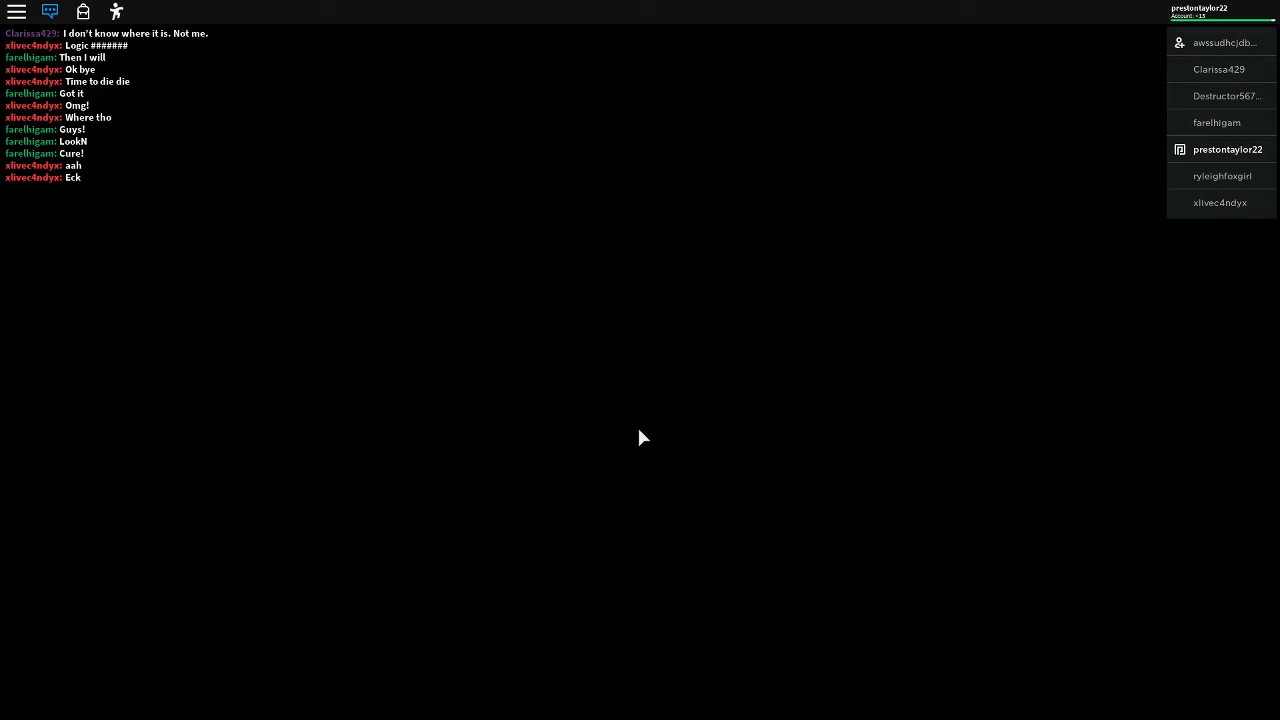 prestontaylor22
Account: <13
Clarissa429: I don't know where it is. Not me.
xlivec4ndyx: Logic #######
farelhigam: Then I will
xlivec4ndyx: Ok bye
xlivec4ndyx: Time to die die
farelhigam: Got it
xlivec4ndyx: Omg!
xlivec4ndyx: Where tho
farelhigam: Guys!
farelhigam: LookN
farelhigam: Cure!
xlivec4ndyx: aah
xlivec4ndyx: Eck
awssudhcjdb...
Clarissa429
Destructor567...
farelhigam
prestontaylor22
ryleighfoxgirl
xlivec4ndyx